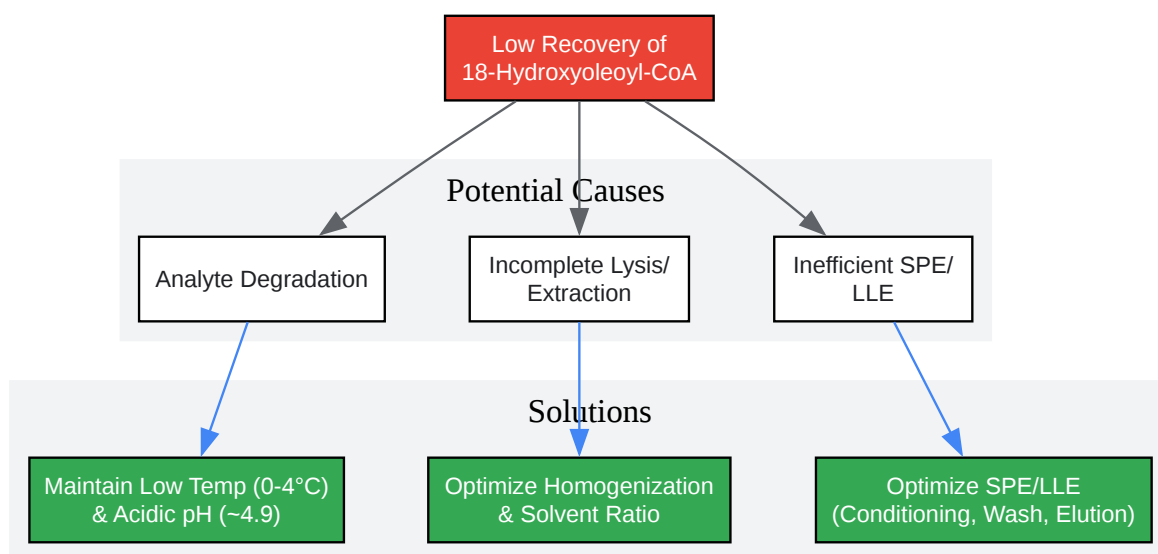 Low Recovery of
18-Hydroxyoleoyl-CoA
Potential Causes
Analyte Degradation
Incomplete Lysis/
Extraction
Inefficient SPE/
LLE
Solutions
Maintain Low Temp (0-4°C)
& Acidic pH (~4.9)
Optimize Homogenization
& Solvent Ratio
Optimize SPE/LLE
(Conditioning, Wash, Elution)